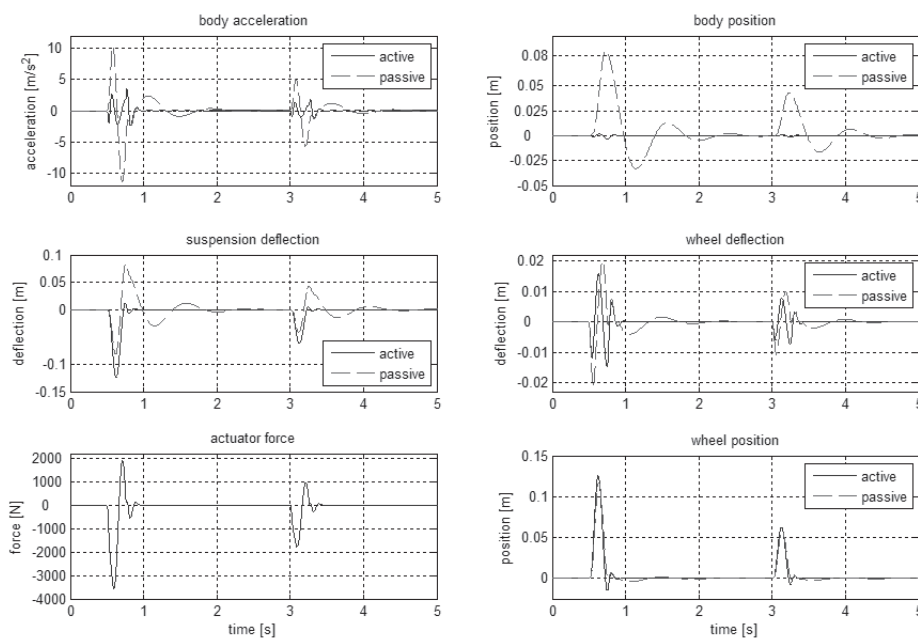 body acceleration
acceleration [m/s²]
10
5
0
-5
-10
0 1 2 3 4 5
active
passive
body position
position [m]
0.08
0.05
0.025
0
-0.025
-0.05
0 1 2 3 4 5
active
passive
suspension deflection
deflection [m]
0.1
0.05
0
-0.1
-0.15
0 1 2 3 4 5
active
passive
wheel deflection
deflection [m]
0.02
0.01
0
-0.01
-0.02
0 1 2 3 4 5
active
passive
actuator force
force [N]
2000
1000
0
-1000
-2000
-3000
-4000
0 1 2 3 4 5
time [s]
wheel position
position [m]
0.15
0.1
0.05
0
0 1 2 3 4 5
time [s]
active
passive